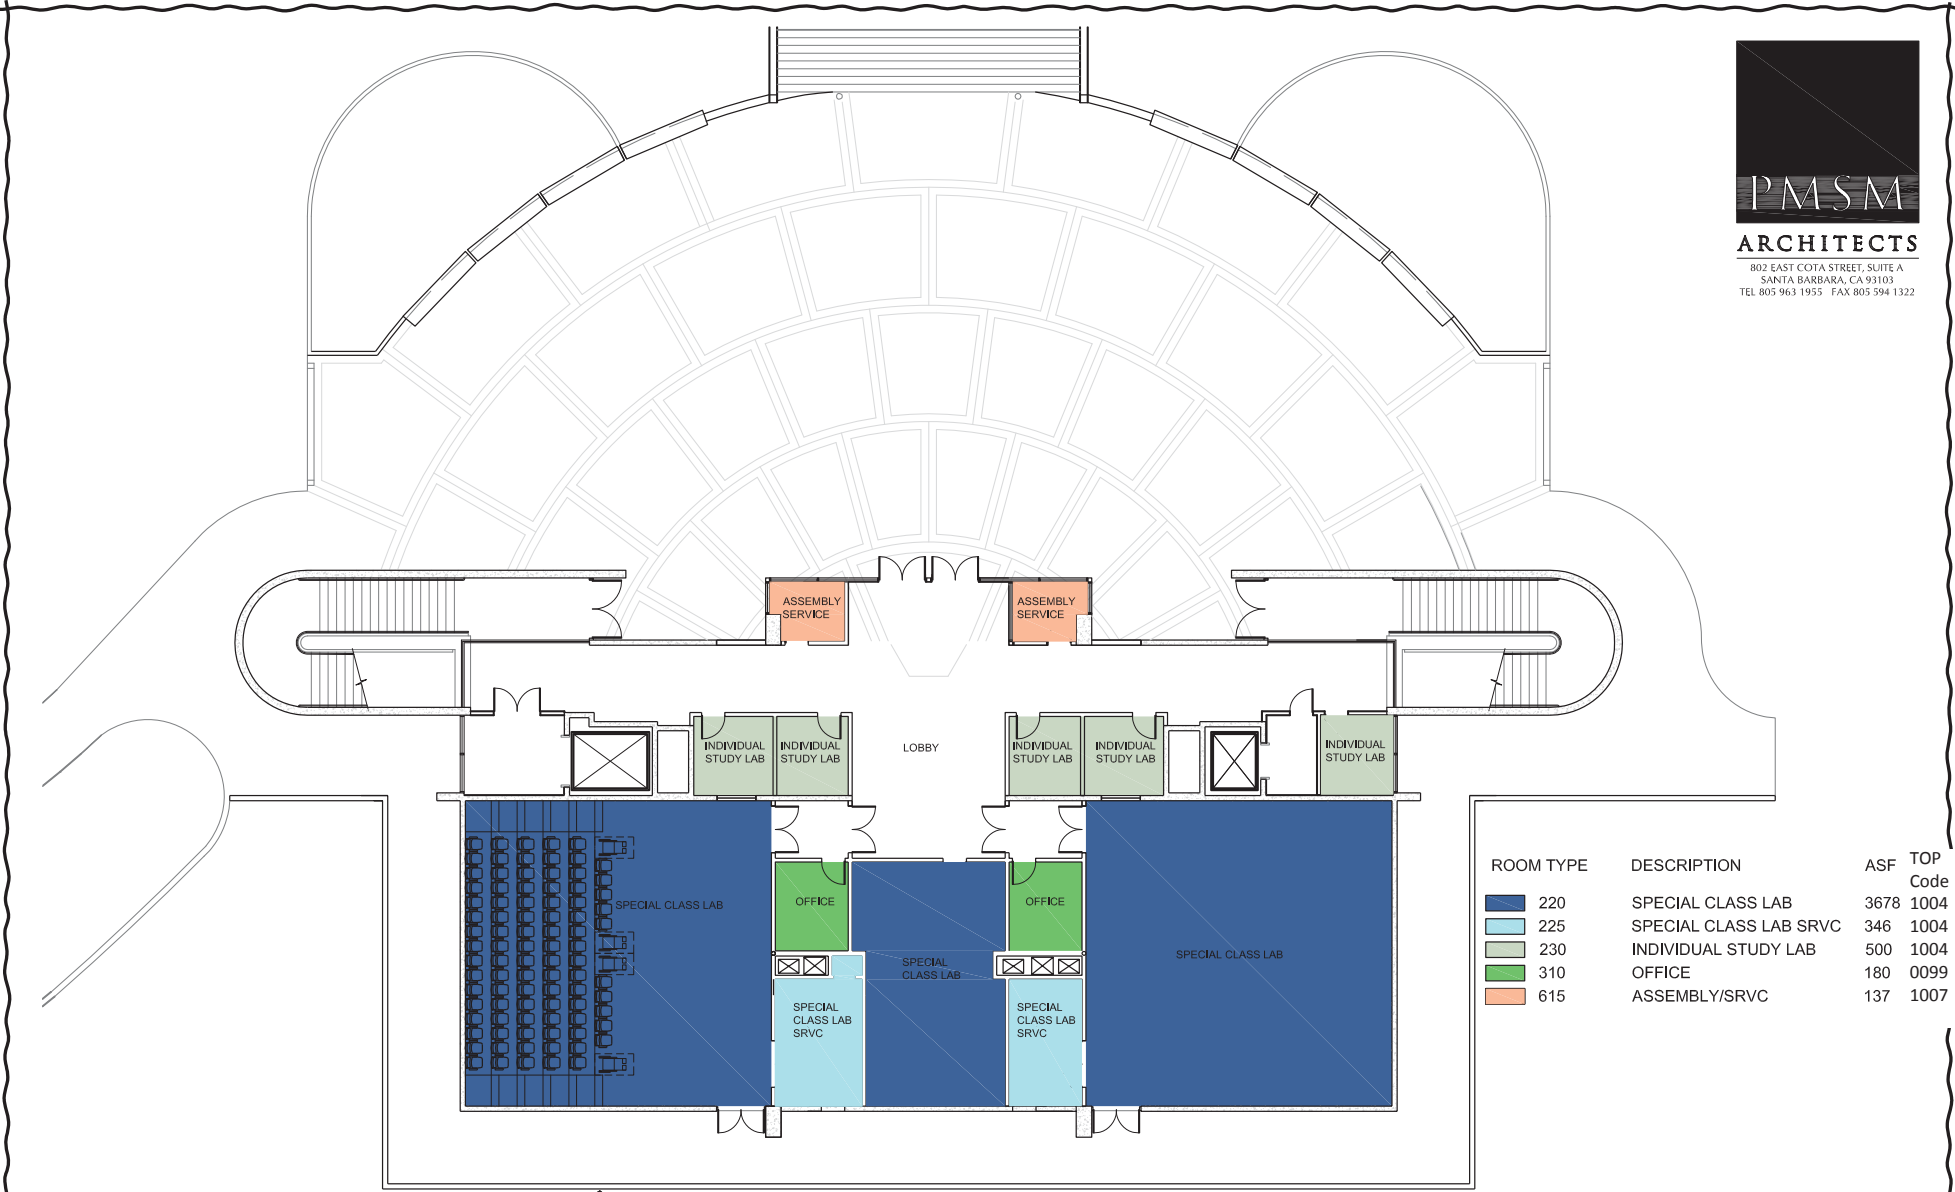 PMSM
ARCHITECTS
802 EAST COTA STREET, SUITE A
SANTA BARBARA, CA 93103
TEL 805 963 1955 FAX 805 594 1322
ASSEMBLY
SERVICE
ASSEMBLY
SERVICE
INDIVIDUAL
STUDY LAB
INDIVIDUAL
STUDY LAB
LOBBY
INDIVIDUAL
STUDY LAB
INDIVIDUAL
STUDY LAB
INDIVIDUAL
STUDY LAB
SPECIAL CLASS LAB
OFFICE
OFFICE
SPECIAL
CLASS LAB
SPECIAL CLASS LAB
SPECIAL
CLASS LAB
SRVC
SPECIAL
CLASS LAB
SRVC
ROOM TYPE DESCRIPTION ASF TOP Code
220 SPECIAL CLASS LAB 3678 1004
225 SPECIAL CLASS LAB SRVC 346 1004
230 INDIVIDUAL STUDY LAB 500 1004
310 OFFICE 180 0099
615 ASSEMBLY/SRVC 137 1007